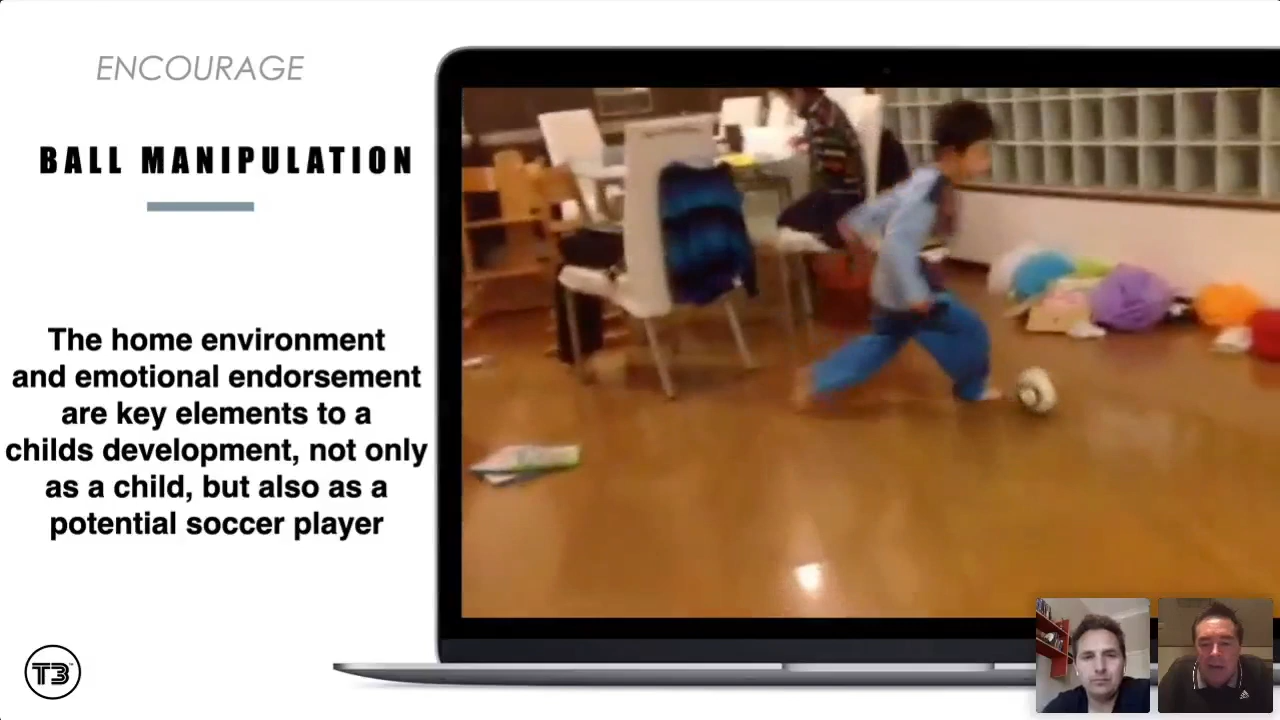 ENCOURAGE
BALL MANIPULATION
The home environment
and emotional endorsement
are key elements to a
childs development, not only
as a child, but also as a
potential soccer player
T3